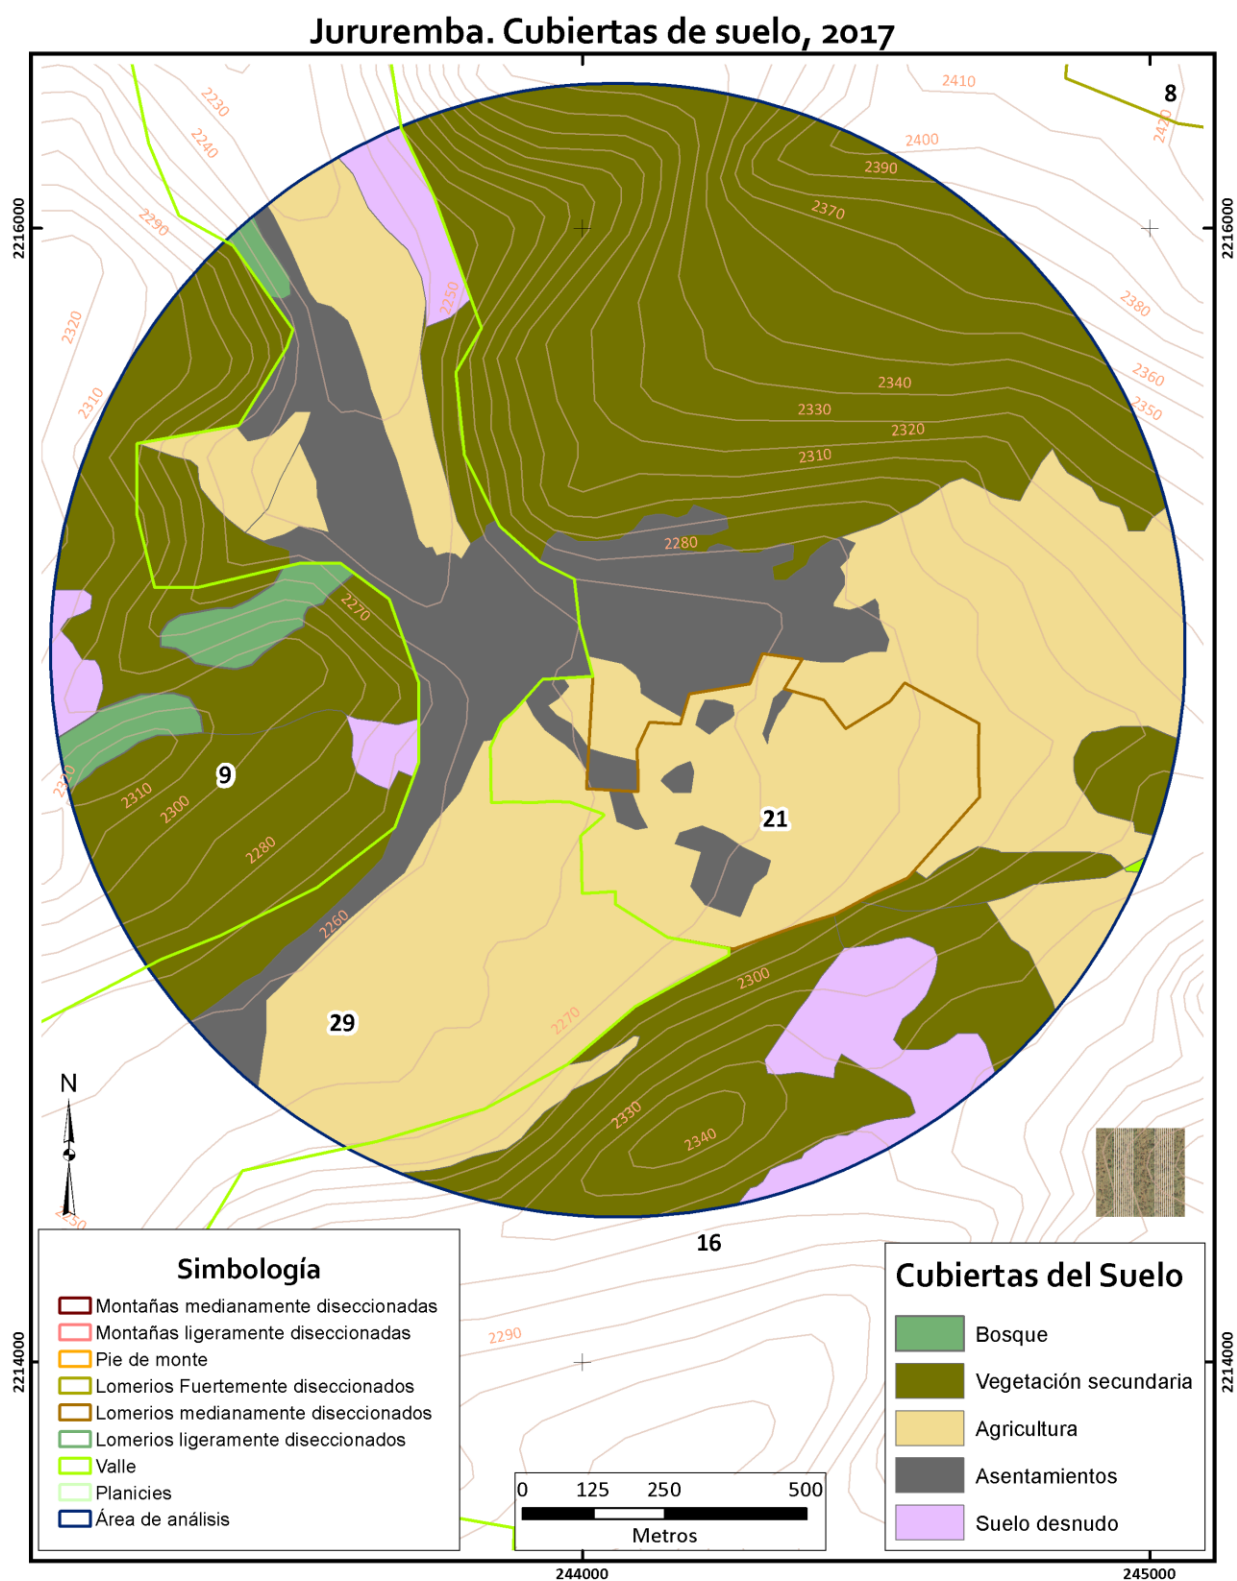 Jururemba. Cubiertas de suelo, 2017
2410
8
2230
2420
2240
2400
2390
2370
2290
2216000
2216000
2250
2380
2320
2360
2340
2350
2310
2330
2320
2310
2280
2270
9
2320
2310
2300
21
2280
2260
2300
29
2270
N
2330
2340
2250
16
Simbología
Montañas medianamente diseccionadas
Montañas ligeramente diseccionadas
Pie de monte
Lomerios Fuertemente diseccionados
Lomerios medianamente diseccionados
Lomerios ligeramente diseccionados
Valle
Planicies
Área de análisis
2290
Cubiertas del Suelo
Bosque
Vegetación secundaria
Agricultura
Asentamientos
Suelo desnudo
2214000
2214000
0 125 250 500
Metros
244000
245000